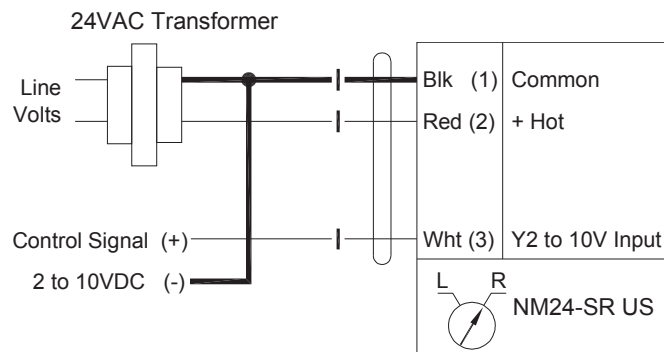 24VAC Transformer
Line
Volts
Blk (1) Common
Red (2) + Hot
Control Signal (+)
Wht (3) Y2 to 10V Input
2 to 10VDC (-)
L R
NM24-SR US